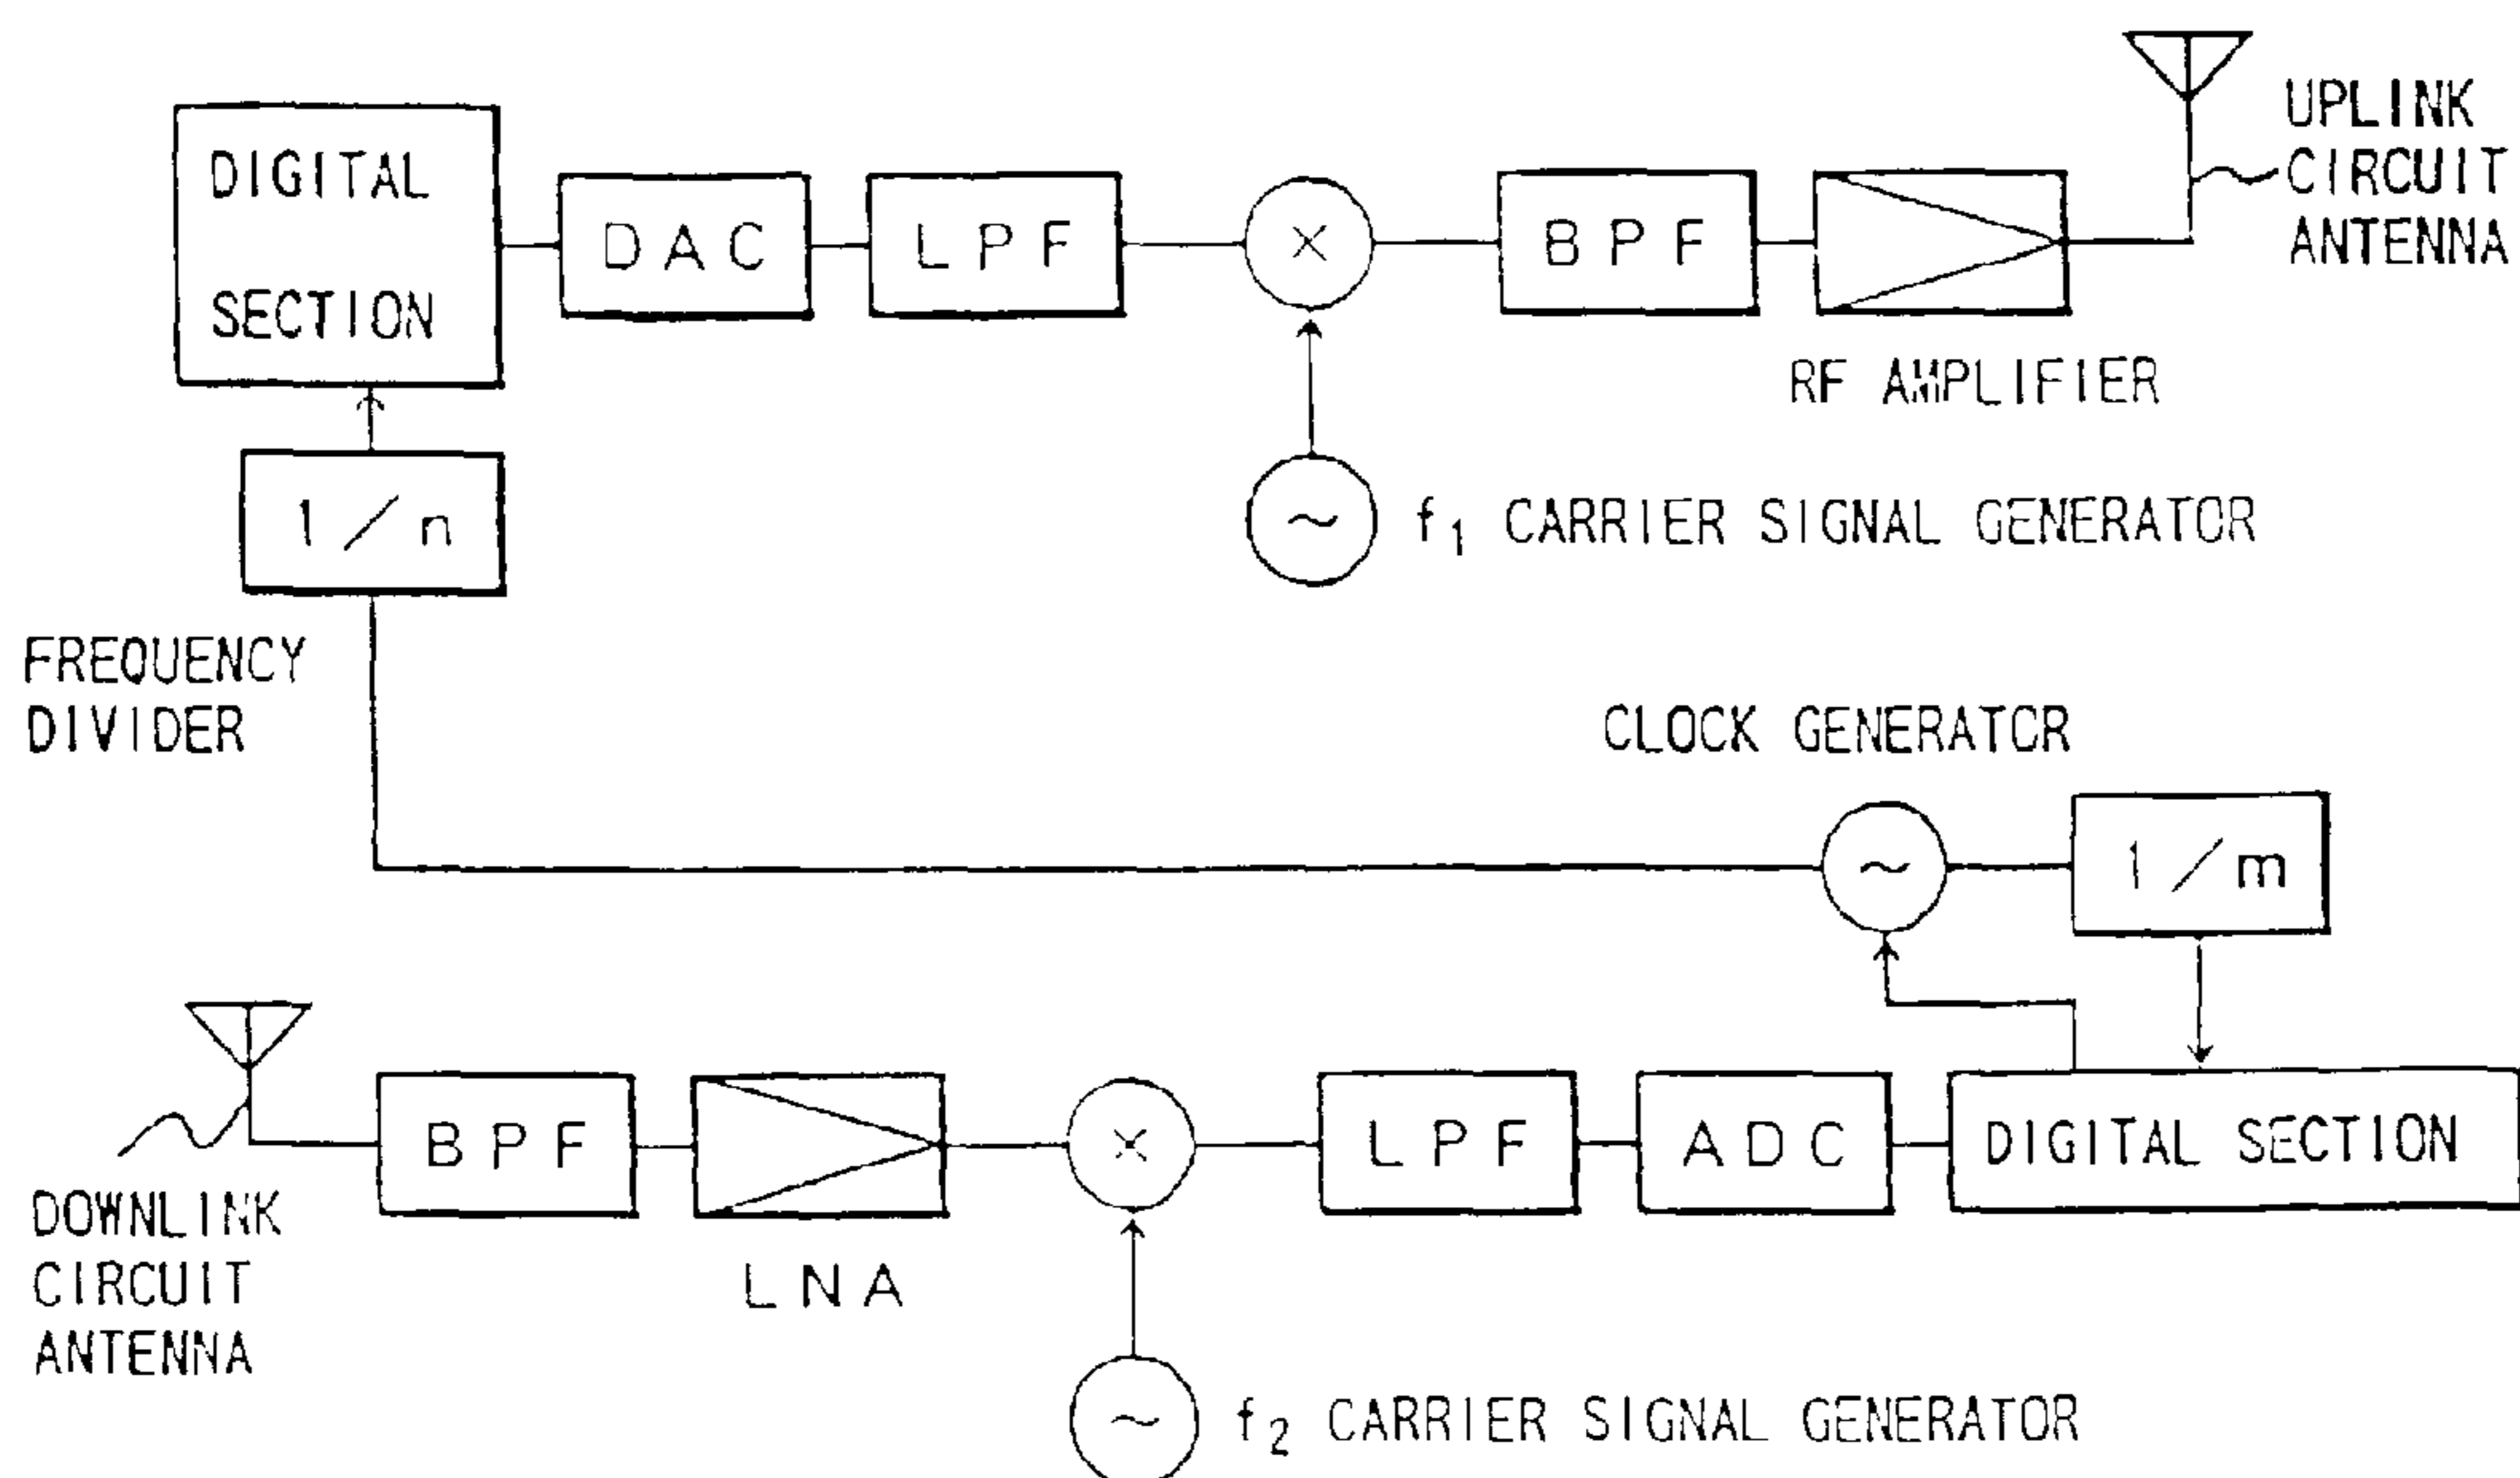 DIGITAL
SECTION
DAC
LPF
×
BPF
UPLINK
CIRCUIT
ANTENNA
RF AMPLIFIER
1/n
~
f₁ CARRIER SIGNAL GENERATOR
FREQUENCY
DIVIDER
CLOCK GENERATOR
~
1/m
BPF
×
LPF
ADC
DIGITAL SECTION
DOWNLINK
CIRCUIT
ANTENNA
LNA
~
f₂ CARRIER SIGNAL GENERATOR